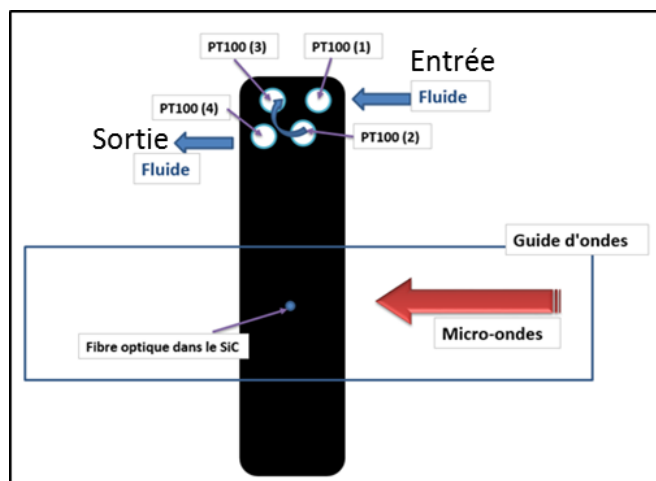 PT100 (3)
PT100 (1)
Entrée
Fluide
PT100 (4)
Sortie
PT100 (2)
Fluide
Guide d'ondes
Micro-ondes
Fibre optique dans le SiC